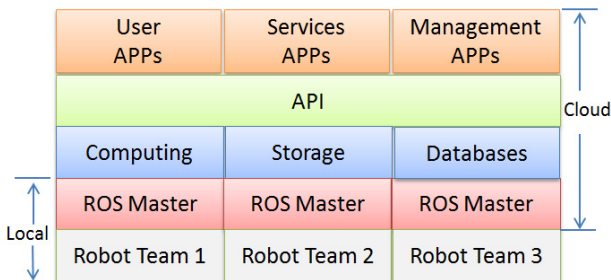 User APPs
Services APPs
Management APPs
API
Cloud
Computing
Storage
Databases
ROS Master
ROS Master
ROS Master
Local
Robot Team 1
Robot Team 2
Robot Team 3